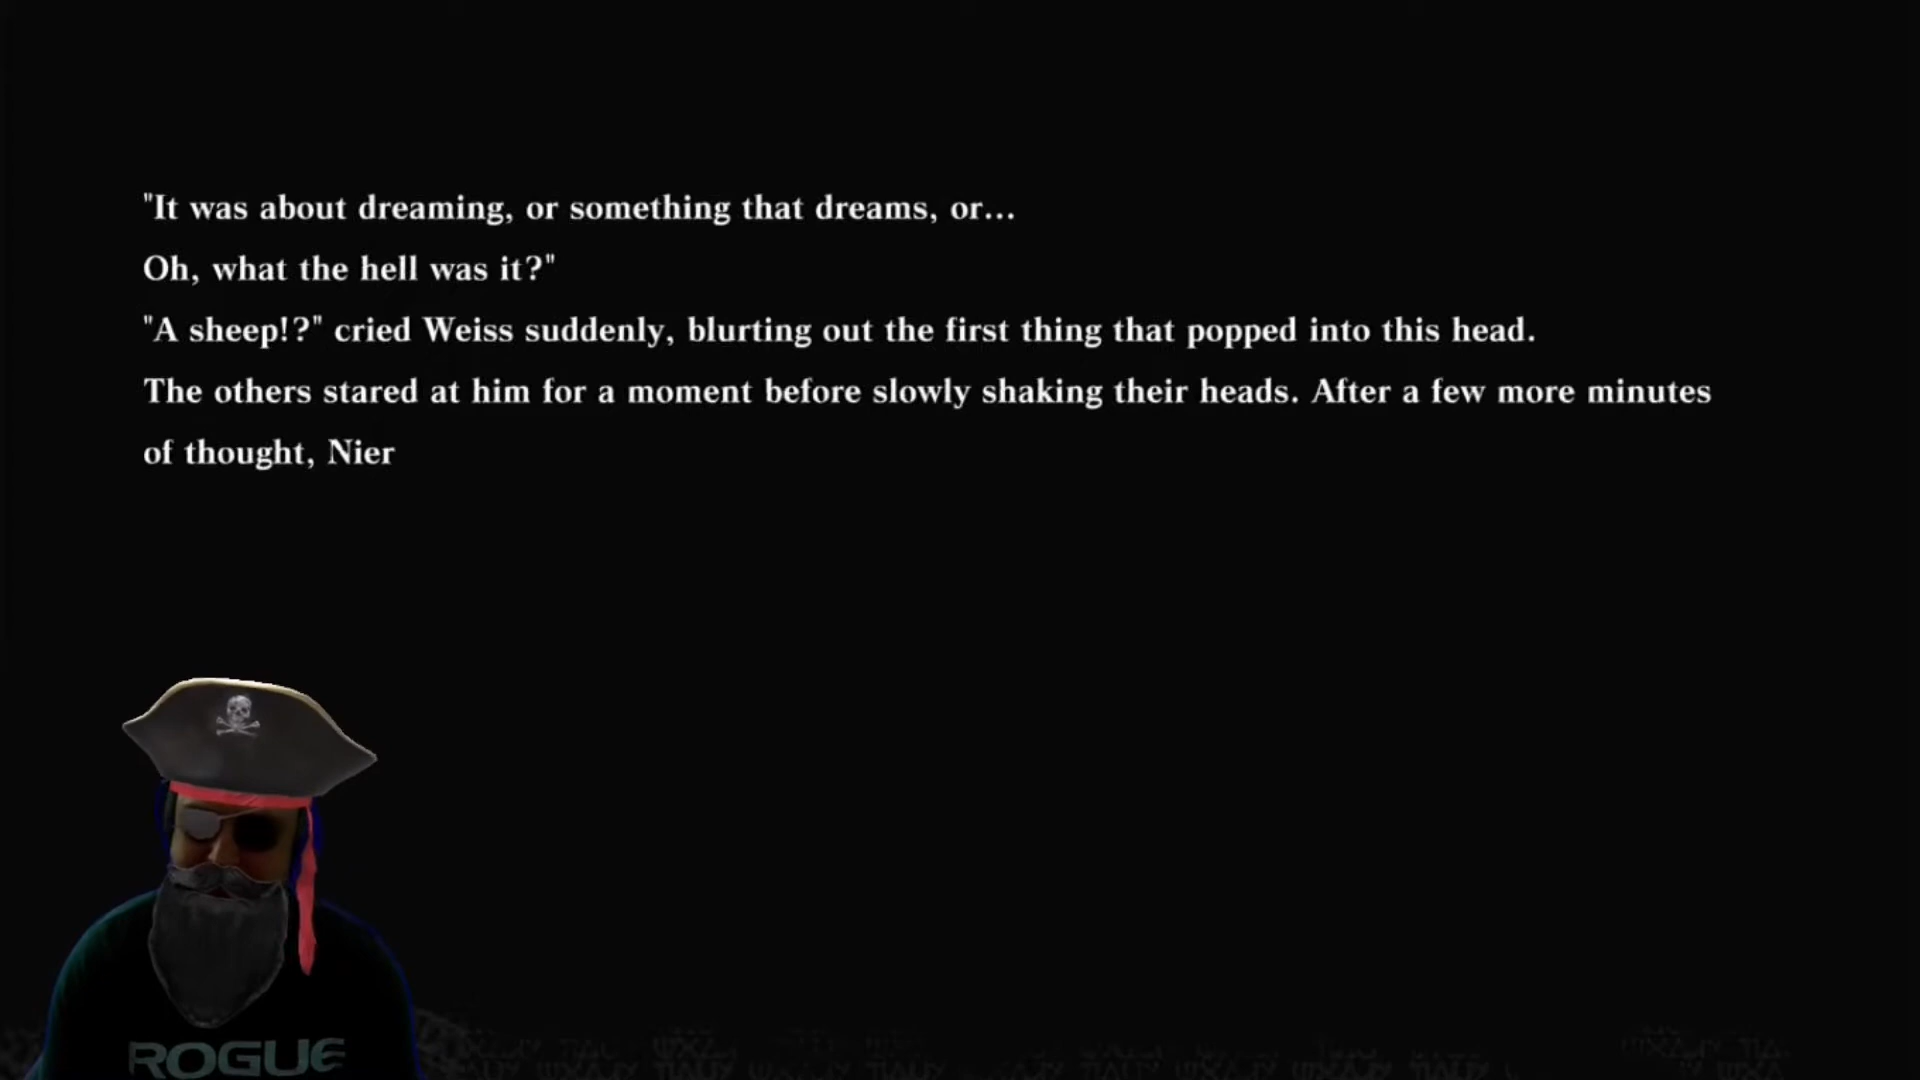 "It was about dreaming, or something that dreams, or...
Oh, what the hell was it?"
"A sheep!?" cried Weiss suddenly, blurting out the first thing that popped into this head.
The others stared at him for a moment before slowly shaking their heads. After a few more minutes
of thought, Nier
ROGUE